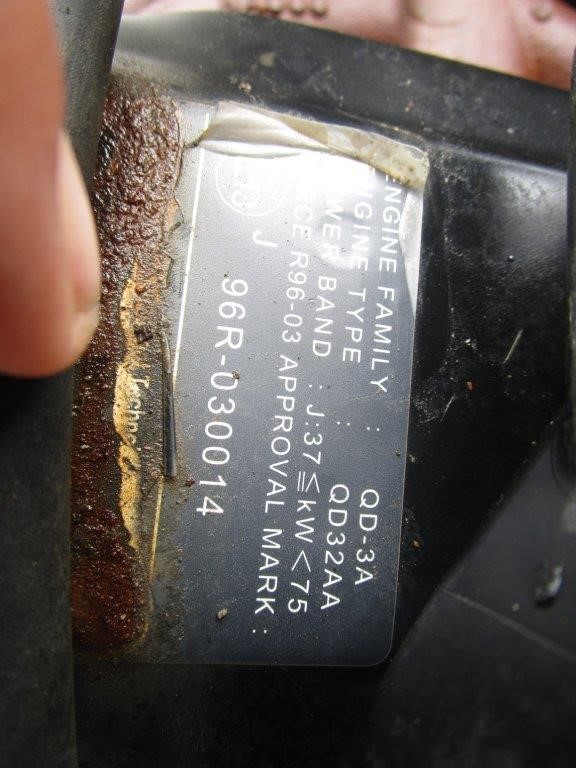 ENGINE FAMILY : QD-3A
NGINE TYPE : QD32AA
WER BAND : J:37≦kW<75
CE R96-03 APPROVAL MARK :
J 96R-030014